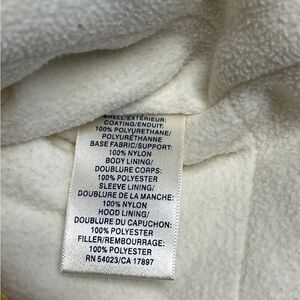 SHELL/EXTÉRIEUR:
COATING/ENDUIT:
100% POLYURETHANE/
POLYURÉTHANNE
BASE FABRIC/SUPPORT:
100% NYLON
BODY LINING/
DOUBLURE CORPS:
100% POLYESTER
SLEEVE LINING/
DOUBLURE DE LA MANCHE:
100% NYLON
HOOD LINING/
DOUBLURE DU CAPUCHON:
100% POLYESTER
FILLER/REMBOURRAGE:
100% POLYESTER
RN 54023/CA 17897